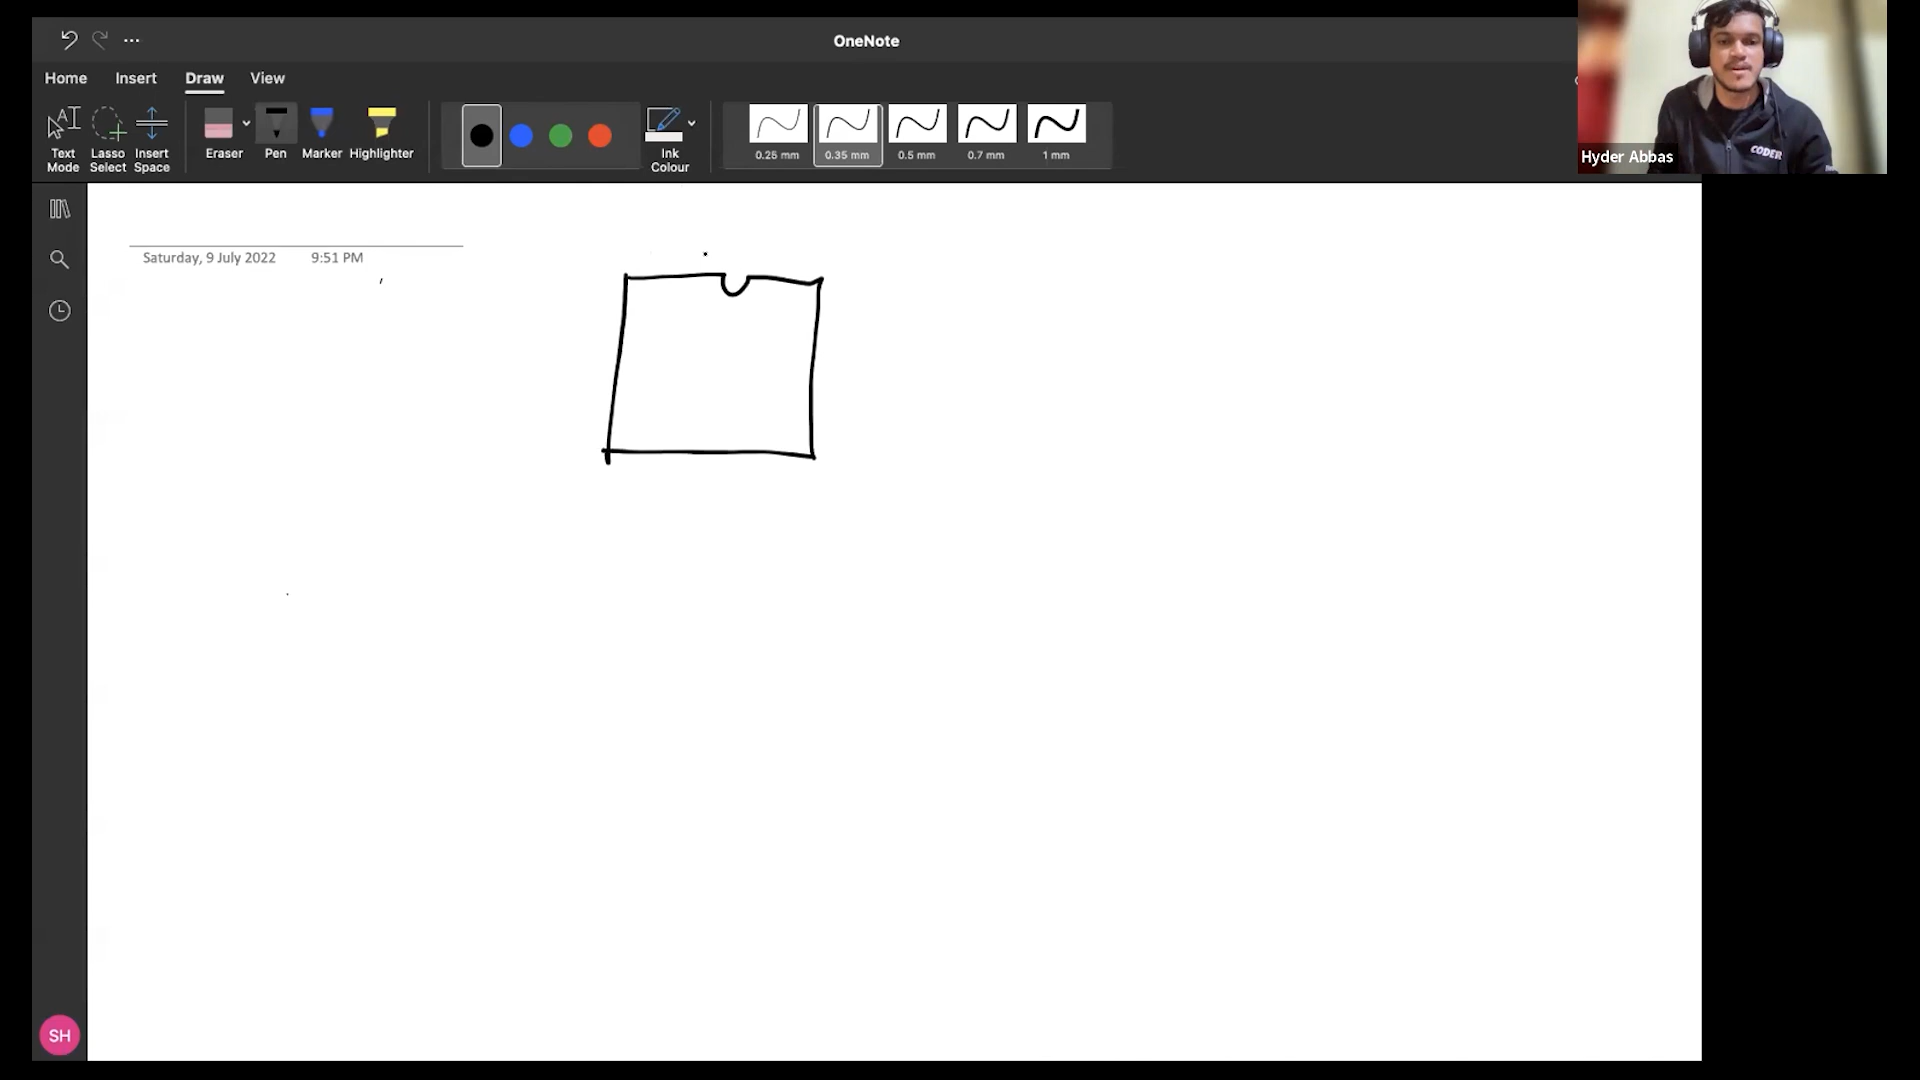 OneNote
Home Insert Draw View
Text Mode
Lasso Select
Insert Space
Eraser
Pen
Marker
Highlighter
Ink Colour
0.25 mm
0.35 mm
0.5 mm
0.7 mm
1 mm
CODER
Hyder Abbas
Saturday, 9 July 2022 9:51 PM
SH